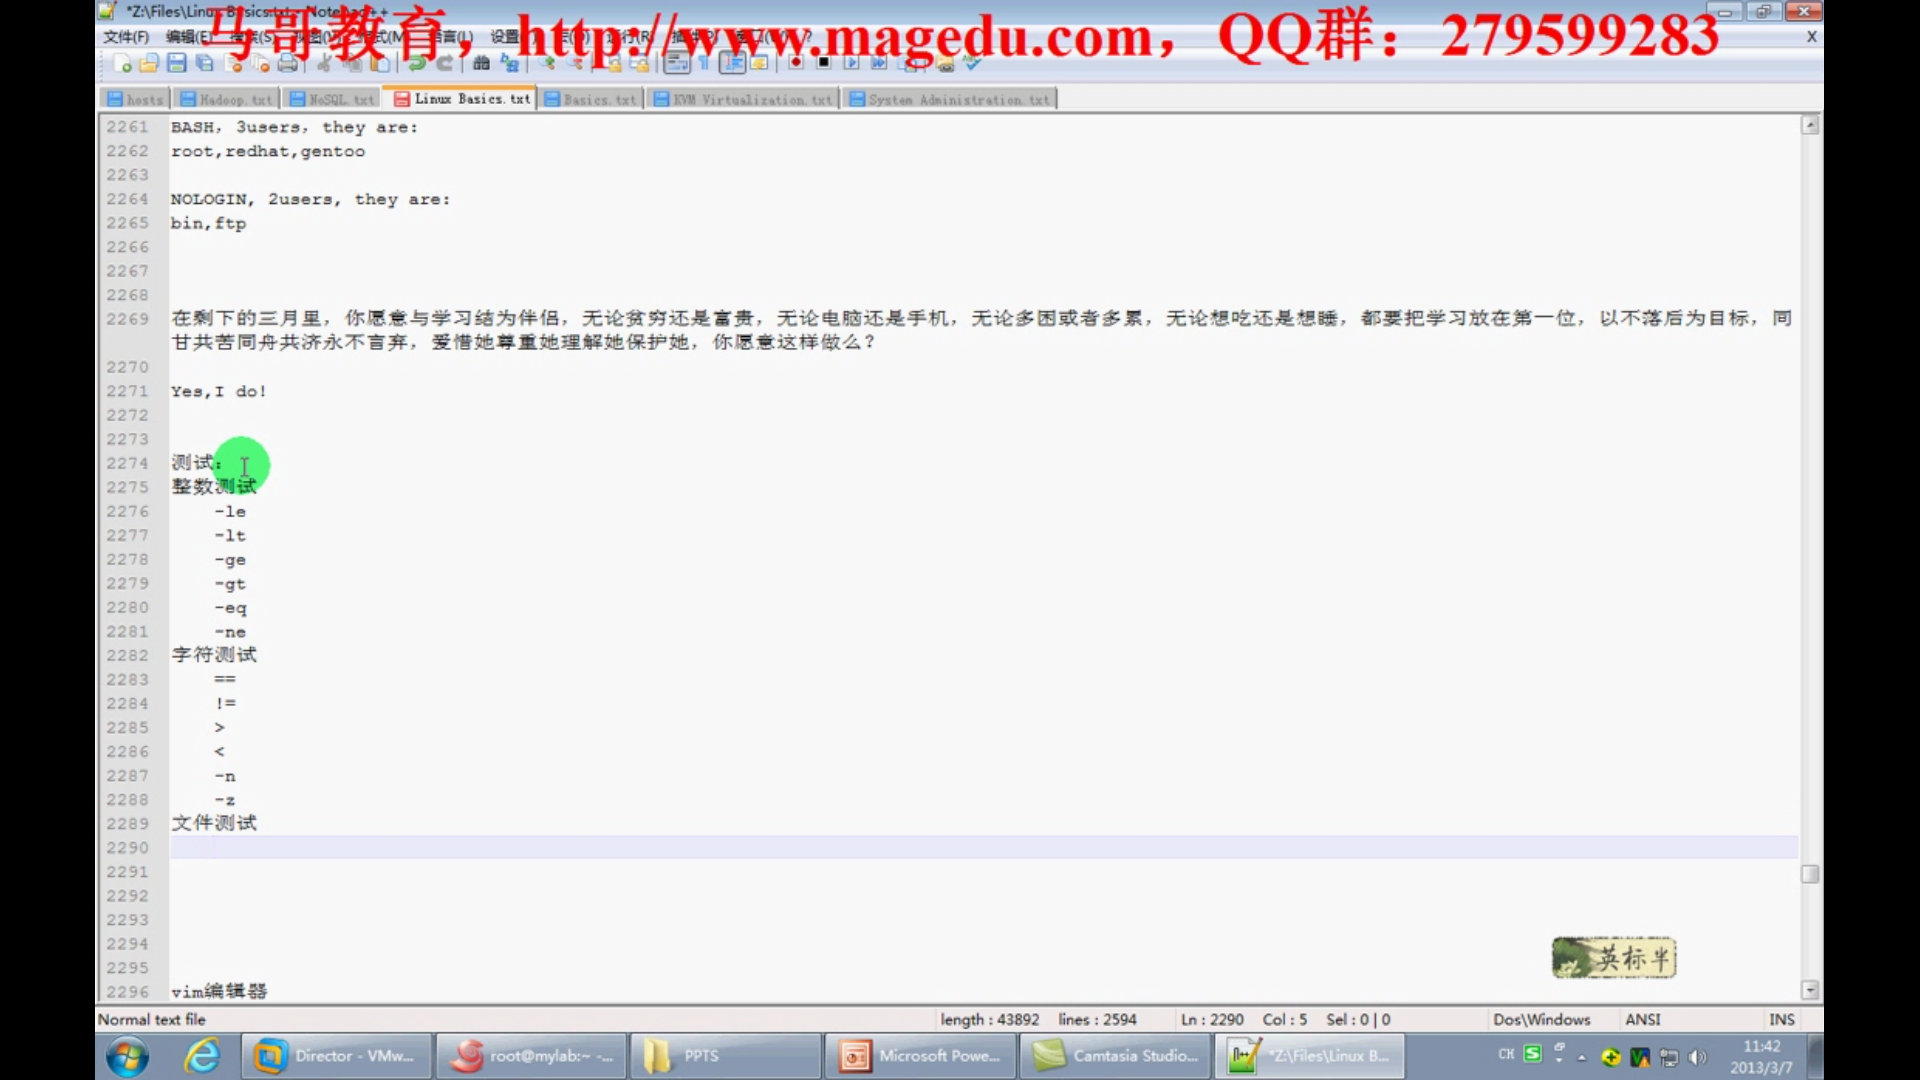 *Z:\Files\Linux Basics.txt - Notepad++
马哥教育，http://www.magedu.com，QQ群：279599283
文件(F) 编辑(E) 语言(L)
X
hosts Hadoop.txt NoSQL.txt Linux Basics.txt Basics.txt KVM Virtualization.txt System Administration.txt
2261 BASH, 3users, they are:
2262 root,redhat,gentoo
2263
2264 NOLOGIN, 2users, they are:
2265 bin,ftp
2266
2267
2268
2269 在剩下的三月里，你愿意与学习结为伴侣，无论贫穷还是富贵，无论电脑还是手机，无论多困或者多累，无论想吃还是想睡，都要把学习放在第一位，以不落后为目标，同
甘共苦同舟共济永不言弃，爱惜她尊重她理解她保护她，你愿意这样做么？
2270
2271 Yes,I do!
2272
2273
2274 测试：
2275 整数测试
2276 -le
2277 -lt
2278 -ge
2279 -gt
2280 -eq
2281 -ne
2282 字符测试
2283 ==
2284 !=
2285 >
2286 <
2287 -n
2288 -z
2289 文件测试
2290
2291
2292
2293
2294
2295
2296 vim编辑器
英标半
Normal text file length : 43892 lines : 2594 Ln : 2290 Col : 5 Sel : 0 | 0 Dos\Windows ANSI INS
Director - VMw... root@mylab:~ -... PPTS Microsoft Powe... Camtasia Studio... *Z:\Files\Linux B... CH 11:42
2013/3/7